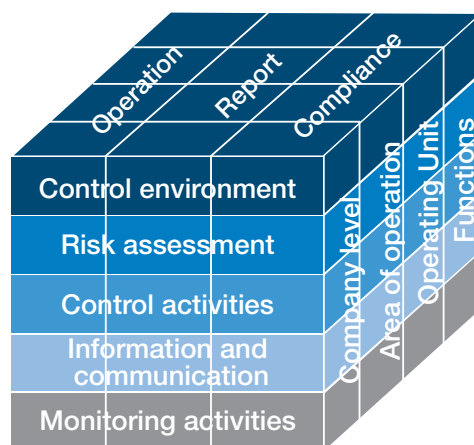 Operation
Report
Compliance
Control environment
Risk assessment
Control activities
Information and
communication
Monitoring activities
Company level
Area of operation
Operating Unit
Functions